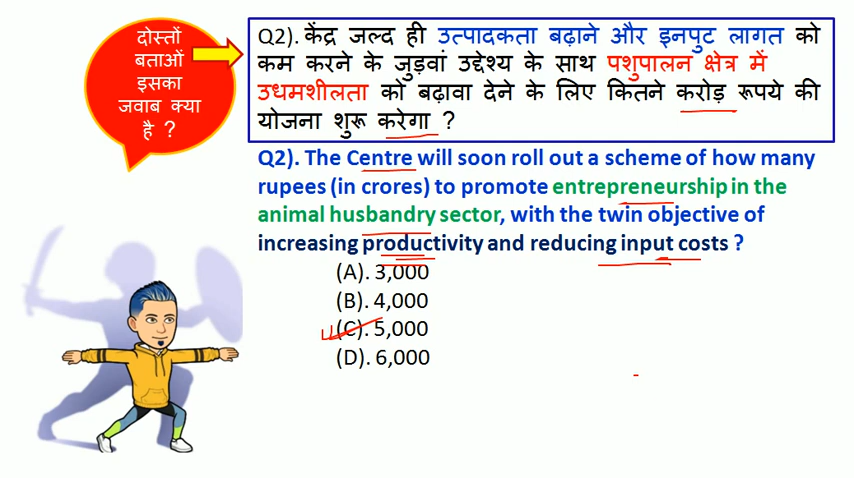 दोस्तों
बताओं
इसका
जवाब क्या
है ?
Q2). केंद्र जल्द ही उत्पादकता बढ़ाने और इनपुट लागत को
कम करने के जुड़वां उद्देश्य के साथ पशुपालन क्षेत्र में
उधमशीलता को बढ़ावा देने के लिए कितने करोड़ रूपये की
योजना शुरू करेगा ?
Q2). The Centre will soon roll out a scheme of how many
rupees (in crores) to promote entrepreneurship in the
animal husbandry sector, with the twin objective of
increasing productivity and reducing input costs ?
(A). 3,000
(B). 4,000
(C). 5,000
(D). 6,000